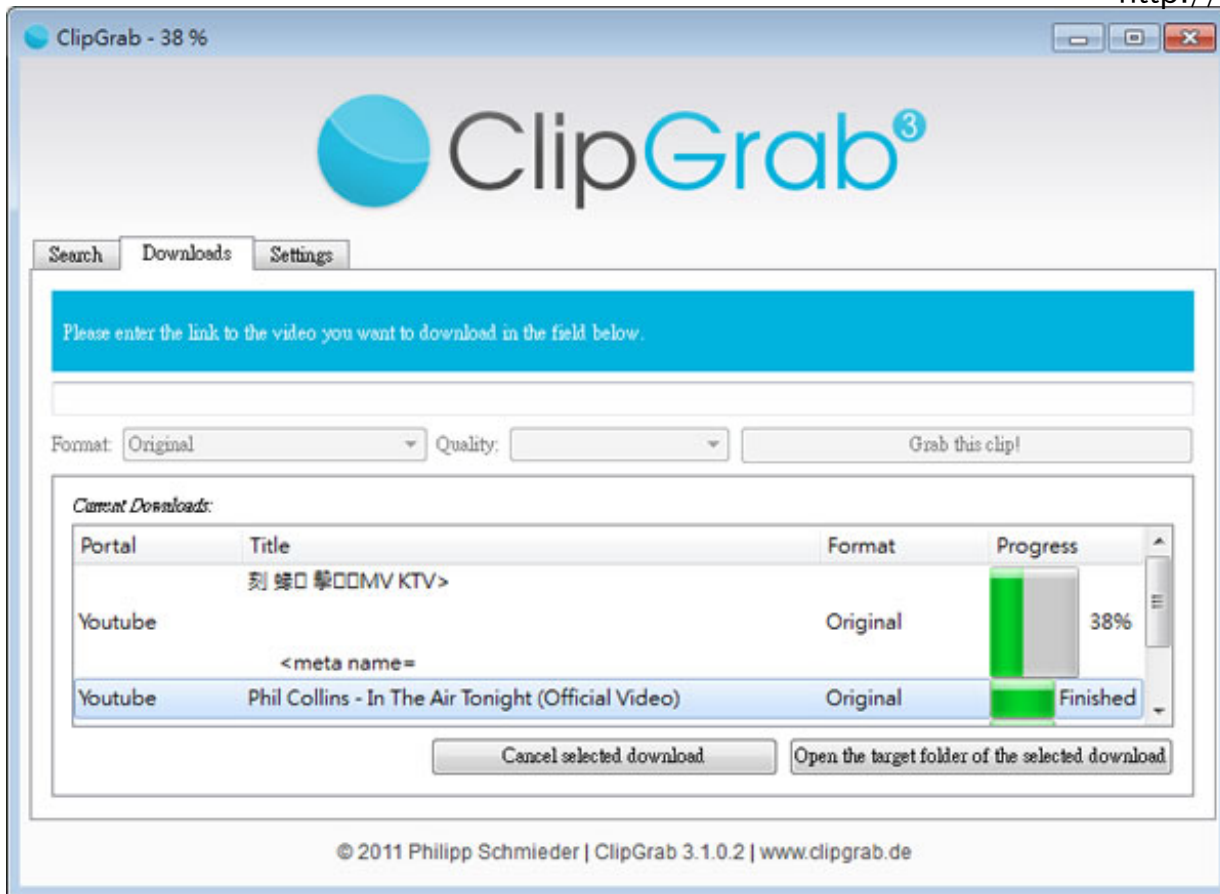 http://
ClipGrab - 38 %
ClipGrab 3
Search Downloads Settings
Please enter the link to the video you want to download in the field below.
Format: Original Quality: Grab this clip!
Current Downloads:
Portal Title Format Progress
刻 MV KTV>
Youtube Original 38%
<meta name=
Youtube Phil Collins - In The Air Tonight (Official Video) Original Finished
Cancel selected download Open the target folder of the selected download
© 2011 Philipp Schmieder | ClipGrab 3.1.0.2 | www.clipgrab.de